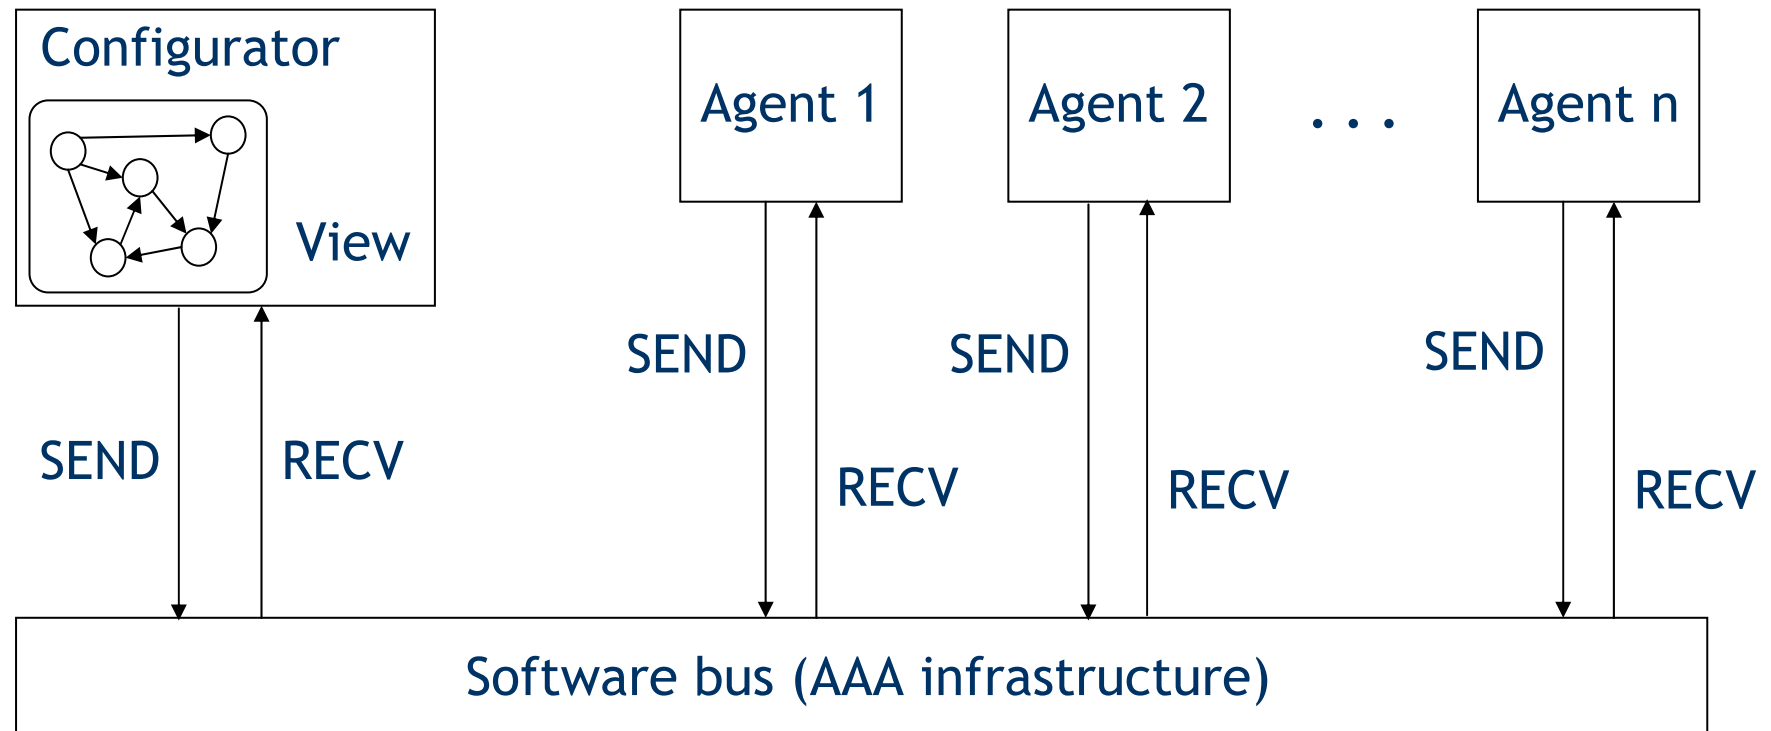 Configurator
View
Agent 1
Agent 2
...
Agent n
SEND
RECV
SEND
RECV
SEND
RECV
SEND
RECV
Software bus (AAA infrastructure)